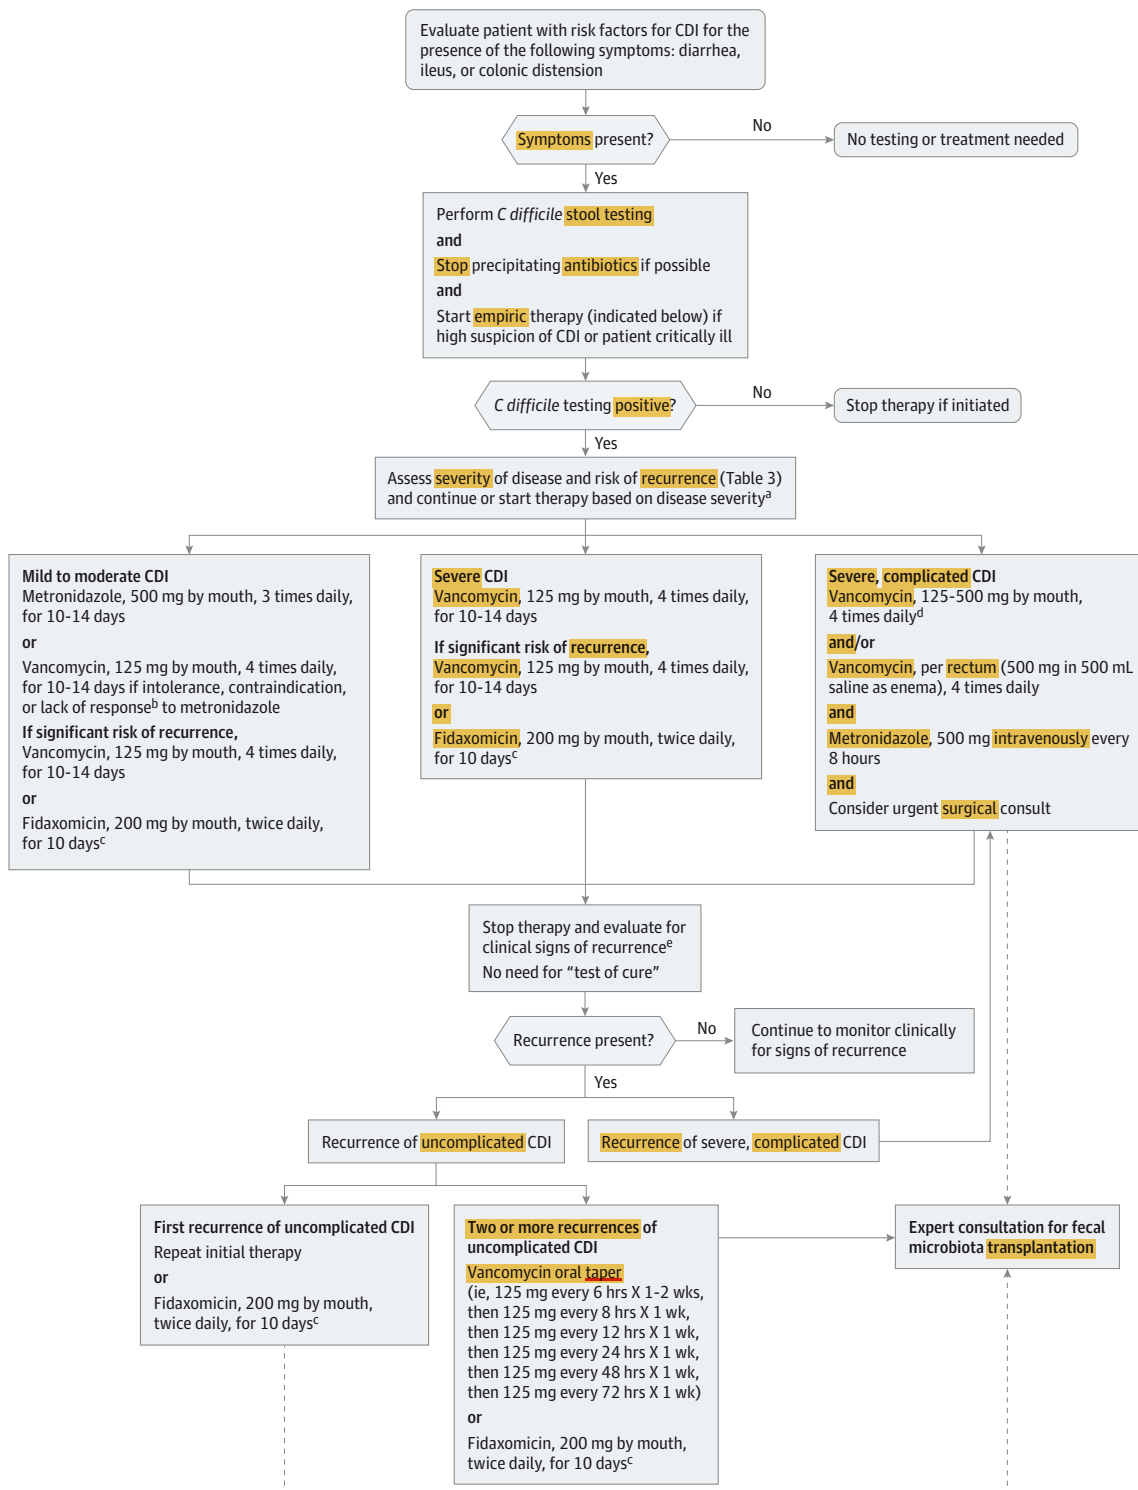 Evaluate patient with risk factors for CDI for the
presence of the following symptoms: diarrhea,
ileus, or colonic distension
Symptoms present?
No
No testing or treatment needed
Yes
Perform C difficile stool testing
and
Stop precipitating antibiotics if possible
and
Start empiric therapy (indicated below) if
high suspicion of CDI or patient critically ill
C difficile testing positive?
No
Stop therapy if initiated
Yes
Assess severity of disease and risk of recurrence (Table 3)
and continue or start therapy based on disease severityᵃ
Mild to moderate CDI
Metronidazole, 500 mg by mouth, 3 times daily,
for 10-14 days
or
Vancomycin, 125 mg by mouth, 4 times daily,
for 10-14 days if intolerance, contraindication,
or lack of responseᵇ to metronidazole
If significant risk of recurrence,
Vancomycin, 125 mg by mouth, 4 times daily,
for 10-14 days
or
Fidaxomicin, 200 mg by mouth, twice daily,
for 10 daysᶜ
Severe CDI
Vancomycin, 125 mg by mouth, 4 times daily,
for 10-14 days
If significant risk of recurrence,
Vancomycin, 125 mg by mouth, 4 times daily,
for 10-14 days
or
Fidaxomicin, 200 mg by mouth, twice daily,
for 10 daysᶜ
Severe, complicated CDI
Vancomycin, 125-500 mg by mouth,
4 times dailyᵈ
and/or
Vancomycin, per rectum (500 mg in 500 mL
saline as enema), 4 times daily
and
Metronidazole, 500 mg intravenously every
8 hours
and
Consider urgent surgical consult
Stop therapy and evaluate for
clinical signs of recurrenceᵉ
No need for “test of cure”
Recurrence present?
No
Continue to monitor clinically
for signs of recurrence
Yes
Recurrence of uncomplicated CDI
Recurrence of severe, complicated CDI
First recurrence of uncomplicated CDI
Repeat initial therapy
or
Fidaxomicin, 200 mg by mouth,
twice daily, for 10 daysᶜ
Two or more recurrences of
uncomplicated CDI
Vancomycin oral taper
(ie, 125 mg every 6 hrs X 1-2 wks,
then 125 mg every 8 hrs X 1 wk,
then 125 mg every 12 hrs X 1 wk,
then 125 mg every 24 hrs X 1 wk,
then 125 mg every 48 hrs X 1 wk,
then 125 mg every 72 hrs X 1 wk)
or
Fidaxomicin, 200 mg by mouth,
twice daily, for 10 daysᶜ
Expert consultation for fecal
microbiota transplantation